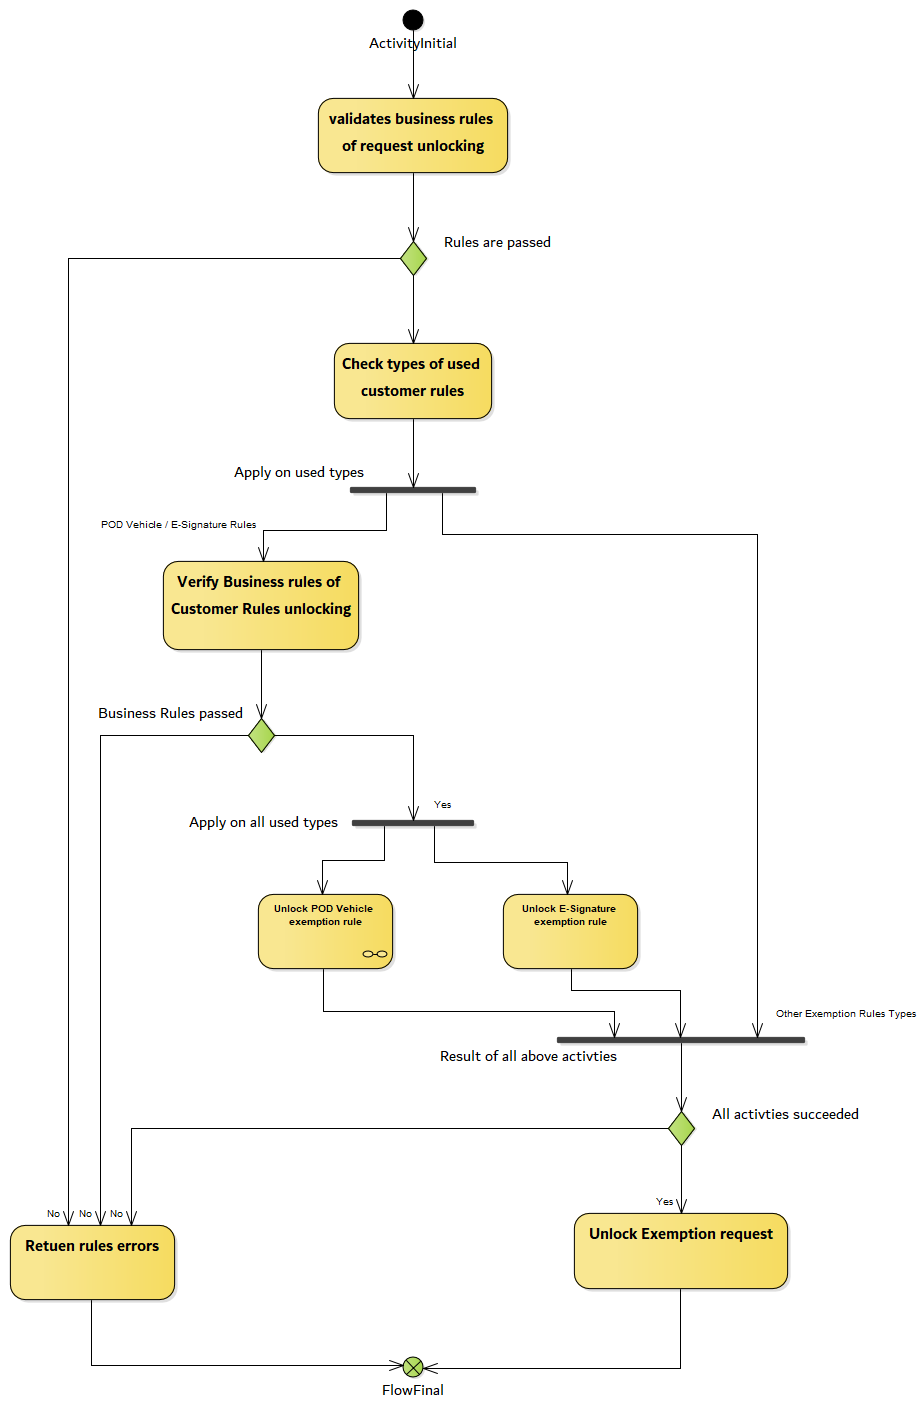 ActivityInitial
validates business rules
of request unlocking
Rules are passed
Check types of used
customer rules
Apply on used types
POD Vehicle / E-Signature Rules
Verify Business rules of
Customer Rules unlocking
Business Rules passed
Yes
Apply on all used types
Unlock POD Vehicle
exemption rule
Unlock E-Signature
exemption rule
Other Exemption Rules Types
Result of all above activties
All activties succeeded
Yes
No
No
No
Retuen rules errors
Unlock Exemption request
FlowFinal